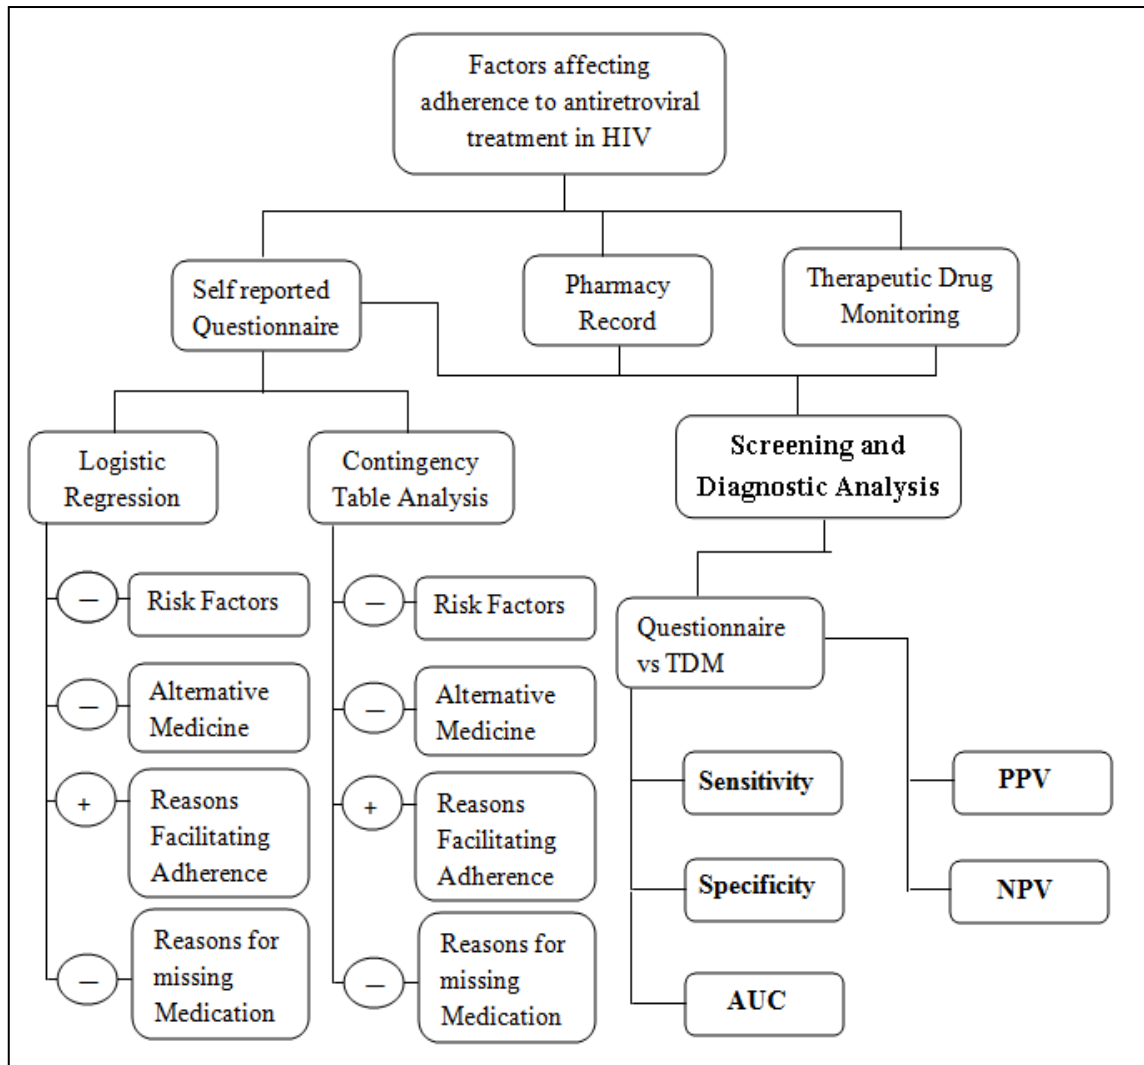 Factors affecting
adherence to antiretroviral
treatment in HIV
Self reported
Questionnaire
Pharmacy
Record
Therapeutic Drug
Monitoring
Logistic
Regression
Contingency
Table Analysis
Screening and
Diagnostic Analysis
—
Risk Factors
—
Alternative
Medicine
+
Reasons
Facilitating
Adherence
—
Reasons for
missing
Medication
—
Risk Factors
—
Alternative
Medicine
+
Reasons
Facilitating
Adherence
—
Reasons for
missing
Medication
Questionnaire
vs TDM
Sensitivity
Specificity
AUC
PPV
NPV